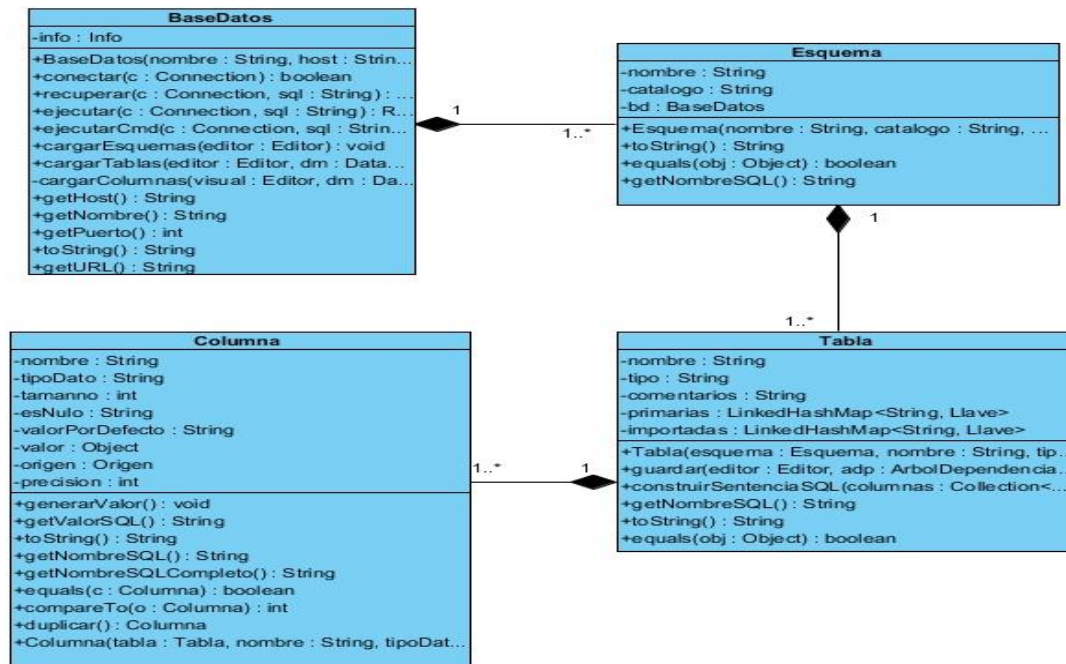 BaseDatos
-info : Info
+BaseDatos(nombre : String, host : Strin...
+conectar(c : Connection) : boolean
+recuperar(c : Connection, sql : String) : ...
+ejecutar(c : Connection, sql : String) : R...
+ejecutarCmd(c : Connection, sql : Strin...
+cargarEsquemas(editor : Editor) : void
+cargarTablas(editor : Editor, dm : Data...
-cargarColumnas(visual : Editor, dm : Da...
+getHost() : String
+getNombre() : String
+getPuerto() : int
+toString() : String
+getURL() : String
1
1..*
Esquema
-nombre : String
-catalogo : String
-bd : BaseDatos
+Esquema(nombre : String, catalogo : String, ...
+toString() : String
+equals(obj : Object) : boolean
+getNombreSQL() : String
1
1..*
Columna
-nombre : String
-tipoDato : String
-tamanno : int
-esNulo : String
-valorPorDefecto : String
-valor : Object
-origen : Origen
-precision : int
+generarValor() : void
+getValorSQL() : String
+toString() : String
+getNombreSQL() : String
+getNombreSQLCompleto() : String
+equals(c : Columna) : boolean
+compareTo(o : Columna) : int
+duplicar() : Columna
+Columna(tabla : Tabla, nombre : String, tipoDat...
1..*
1
Tabla
-nombre : String
-tipo : String
-comentarios : String
-primarias : LinkedHashMap<String, Llave>
-importadas : LinkedHashMap<String, Llave>
+Tabla(esquema : Esquema, nombre : String, tip...
+guardar(editor : Editor, adp : ArbolDependencia...
+construirSentenciaSQL(columnas : Collection<...
+getNombreSQL() : String
+toString() : String
+equals(obj : Object) : boolean